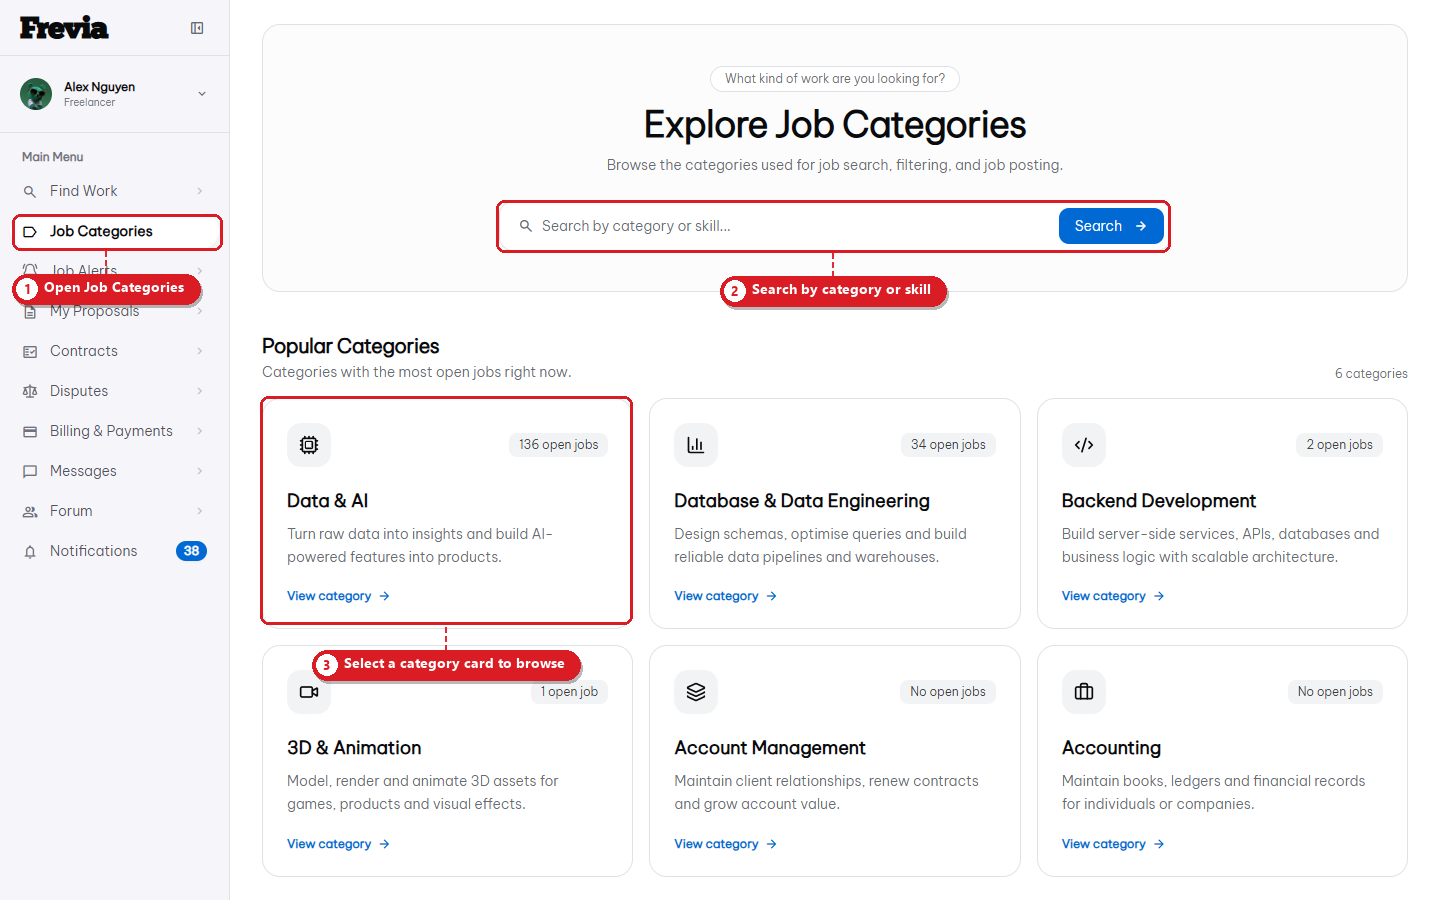 Frevia
Alex Nguyen
Freelancer
Main Menu
Find Work
Job Categories
Job Alerts
1 Open Job Categories
My Proposals
Contracts
Disputes
Billing & Payments
Messages
Forum
Notifications 38
What kind of work are you looking for?
Explore Job Categories
Browse the categories used for job search, filtering, and job posting.
Search by category or skill...
Search
2 Search by category or skill
Popular Categories
Categories with the most open jobs right now.
6 categories
136 open jobs
Data & AI
Turn raw data into insights and build AI-
powered features into products.
View category
34 open jobs
Database & Data Engineering
Design schemas, optimise queries and build
reliable data pipelines and warehouses.
View category
2 open jobs
Backend Development
Build server-side services, APIs, databases and
business logic with scalable architecture.
View category
3 Select a category card to browse
1 open job
3D & Animation
Model, render and animate 3D assets for
games, products and visual effects.
View category
No open jobs
Account Management
Maintain client relationships, renew contracts
and grow account value.
View category
No open jobs
Accounting
Maintain books, ledgers and financial records
for individuals or companies.
View category